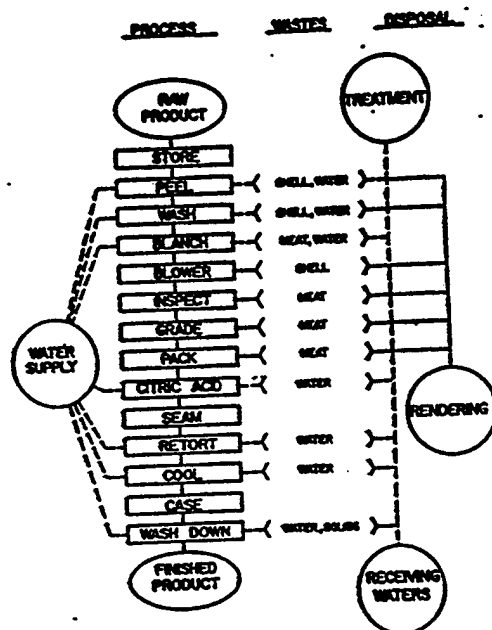 PROCESS WASTES DISPOSAL
RAW
PRODUCT
TREATMENT
STORE
PEEL SHELL, WATER
WASH SHELL, WATER
BLANCH MEAT, WATER
BLOWER SHELL
INSPECT MEAT
GRADE MEAT
PACK MEAT
WATER
SUPPLY
CITRIC ACID WATER
SEAM
RENDERING
RETORT WATER
COOL WATER
CASE
WASH DOWN WATER, SOLIDS
FINISHED
PRODUCT
RECEIVING
WATERS